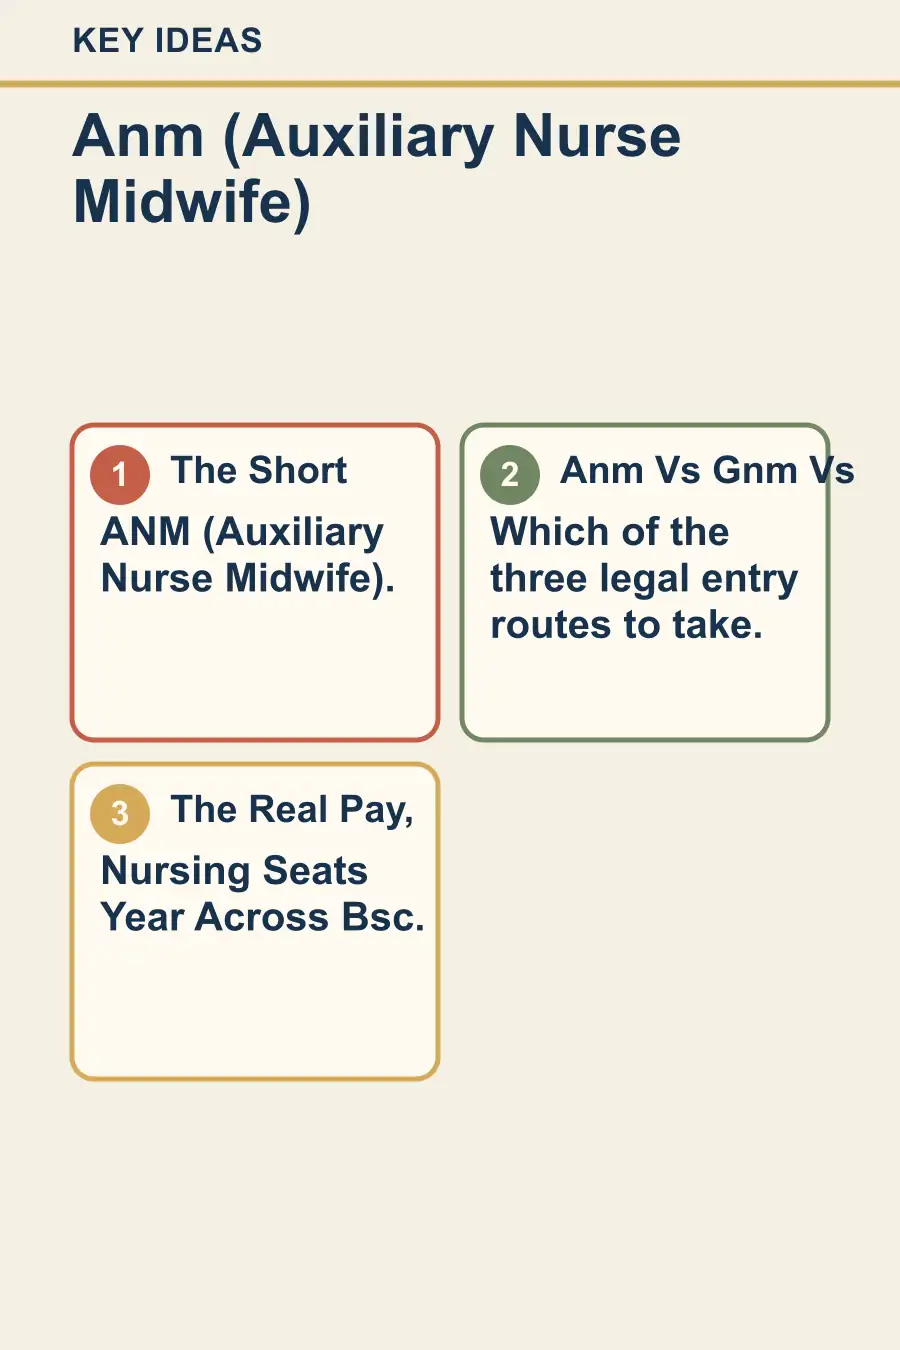 KEY IDEAS
Anm (Auxiliary Nurse
Midwife)
1 The Short
ANM (Auxiliary
Nurse Midwife).
2 Anm Vs Gnm Vs
Which of the
three legal entry
routes to take.
3 The Real Pay,
Nursing Seats
Year Across Bsc.